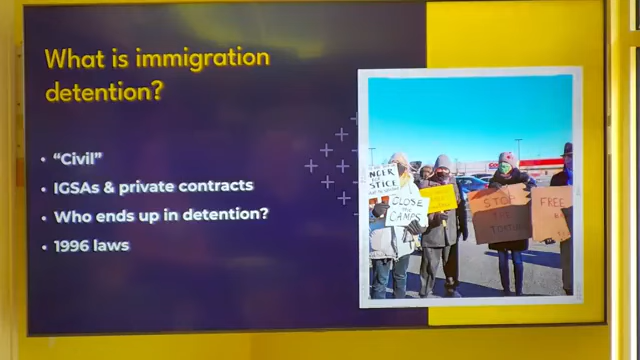 What is immigration
detention?
• "Civil"
• IGSAs & private contracts
• Who ends up in detention?
• 1996 laws
CLOSE
CAMPS
STOP
FREE